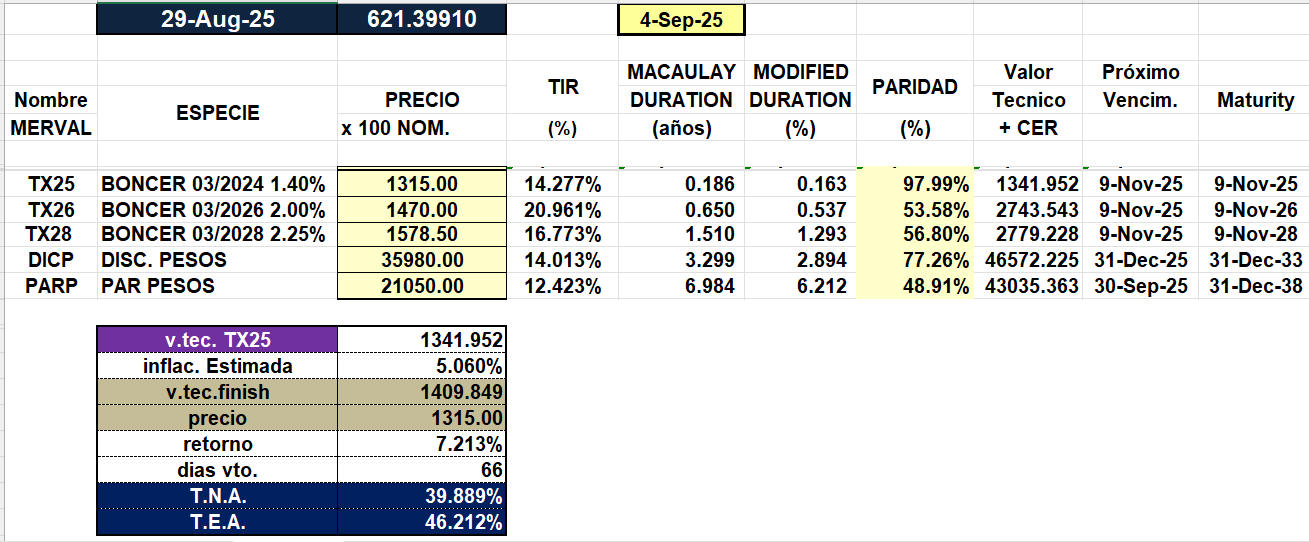 29-Aug-25 621.39910 4-Sep-25
MACAULAY MODIFIED Valor Próximo
TIR PARIDAD
Nombre PRECIO DURATION DURATION Tecnico Vencim. Maturity
ESPECIE
MERVAL x 100 NOM. (%) (años) (%) (%) + CER
TX25 BONCER 03/2024 1.40% 1315.00 14.277% 0.186 0.163 97.99% 1341.952 9-Nov-25 9-Nov-25
TX26 BONCER 03/2026 2.00% 1470.00 20.961% 0.650 0.537 53.58% 2743.543 9-Nov-25 9-Nov-26
TX28 BONCER 03/2028 2.25% 1578.50 16.773% 1.510 1.293 56.80% 2779.228 9-Nov-25 9-Nov-28
DICP DISC. PESOS 35980.00 14.013% 3.299 2.894 77.26% 46572.225 31-Dec-25 31-Dec-33
PARP PAR PESOS 21050.00 12.423% 6.984 6.212 48.91% 43035.363 30-Sep-25 31-Dec-38
v.tec. TX25 1341.952
inflac. Estimada 5.060%
v.tec.finish 1409.849
precio 1315.00
retorno 7.213%
dias vto. 66
T.N.A. 39.889%
T.E.A. 46.212%